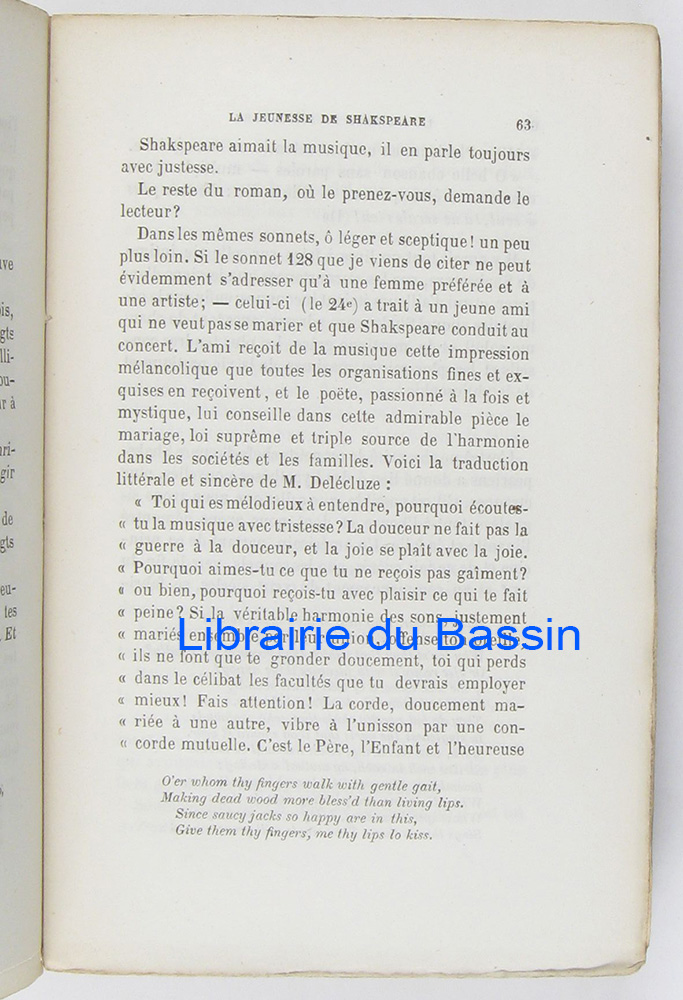 LA JEUNESSE DE SHAKSPEARE 63
Shakspeare aimait la musique, il en parle toujours
avec justesse.
Le reste du roman, où le prenez-vous, demande le
lecteur?
Dans les mêmes sonnets, ô léger et sceptique! un peu
plus loin. Si le sonnet 128 que je viens de citer ne peut
évidemment s'adresser qu'à une femme préférée et à
une artiste; — celui-ci (le 24e) a trait à un jeune ami
qui ne veut pas se marier et que Shakspeare conduit au
concert. L'ami reçoit de la musique cette impression
mélancolique que toutes les organisations fines et ex-
quises en reçoivent, et le poëte, passionné à la fois et
mystique, lui conseille dans cette admirable pièce le
mariage, loi suprême et triple source de l'harmonie
dans les sociétés et les familles. Voici la traduction
littérale et sincère de M. Delécluze :
« Toi qui es mélodieux à entendre, pourquoi écoutes-
« tu la musique avec tristesse? La douceur ne fait pas la
« guerre à la douceur, et la joie se plaît avec la joie.
« Pourquoi aimes-tu ce que tu ne reçois pas gaîment?
« ou bien, pourquoi reçois-tu avec plaisir ce qui te fait
« peine? Si la véritable harmonie des sons, justement
« mariés ensemble par leur union, offense ton oreille,
Librairie du Bassin
« ils ne font que te gronder doucement, toi qui perds
« dans le célibat les facultés que tu devrais employer
« mieux! Fais attention! La corde, doucement ma-
« riée à une autre, vibre à l'unisson par une con-
« corde mutuelle. C'est le Père, l'Enfant et l'heureuse
O'er whom thy fingers walk with gentle gait,
Making dead wood more bless'd than living lips.
Since saucy jacks so happy are in this,
Give them thy fingers, me thy lips to kiss.